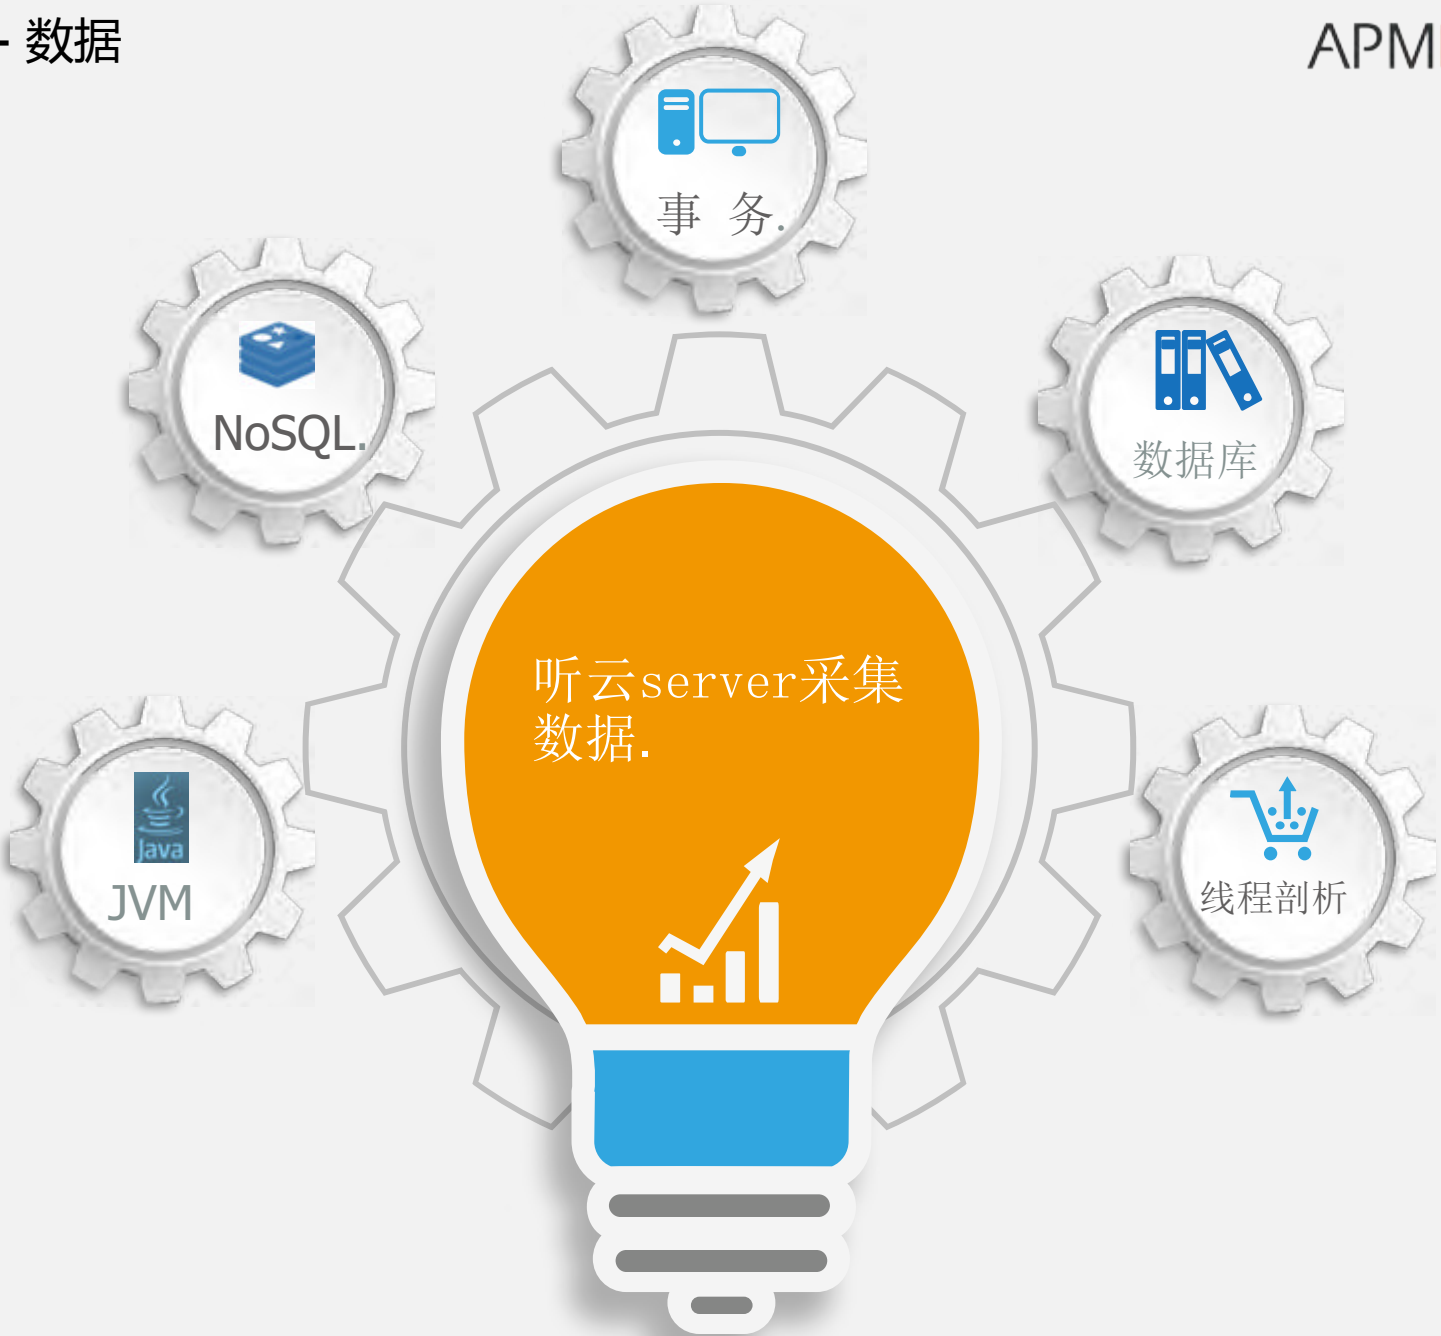 - 数据
APM
事 务.
NoSQL.
数据库
听云server采集
数据.
Java
JVM
线程剖析